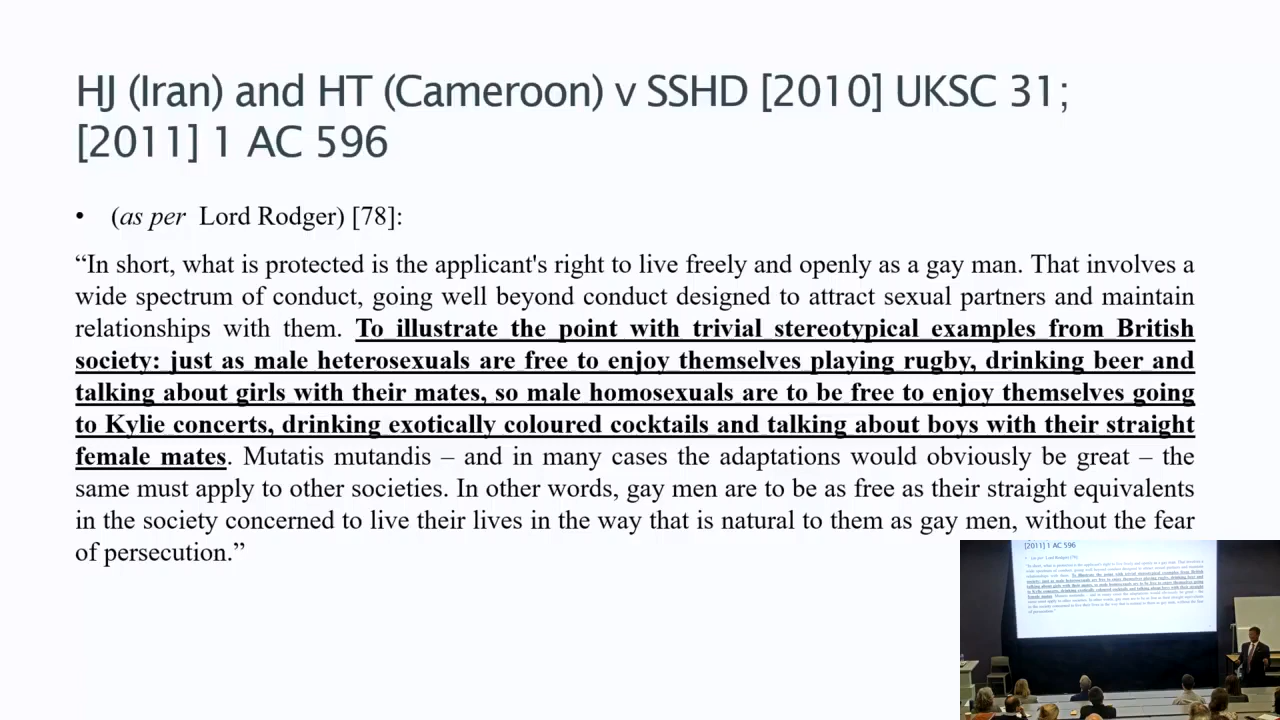 HJ (Iran) and HT (Cameroon) v SSHD [2010] UKSC 31;
[2011] 1 AC 596
• (as per Lord Rodger) [78]:
“In short, what is protected is the applicant's right to live freely and openly as a gay man. That involves a
wide spectrum of conduct, going well beyond conduct designed to attract sexual partners and maintain
relationships with them. To illustrate the point with trivial stereotypical examples from British
society: just as male heterosexuals are free to enjoy themselves playing rugby, drinking beer and
talking about girls with their mates, so male homosexuals are to be free to enjoy themselves going
to Kylie concerts, drinking exotically coloured cocktails and talking about boys with their straight
female mates. Mutatis mutandis – and in many cases the adaptations would obviously be great – the
same must apply to other societies. In other words, gay men are to be as free as their straight equivalents
in the society concerned to live their lives in the way that is natural to them as gay men, without the fear
of persecution.”
[2011] 1 AC 596